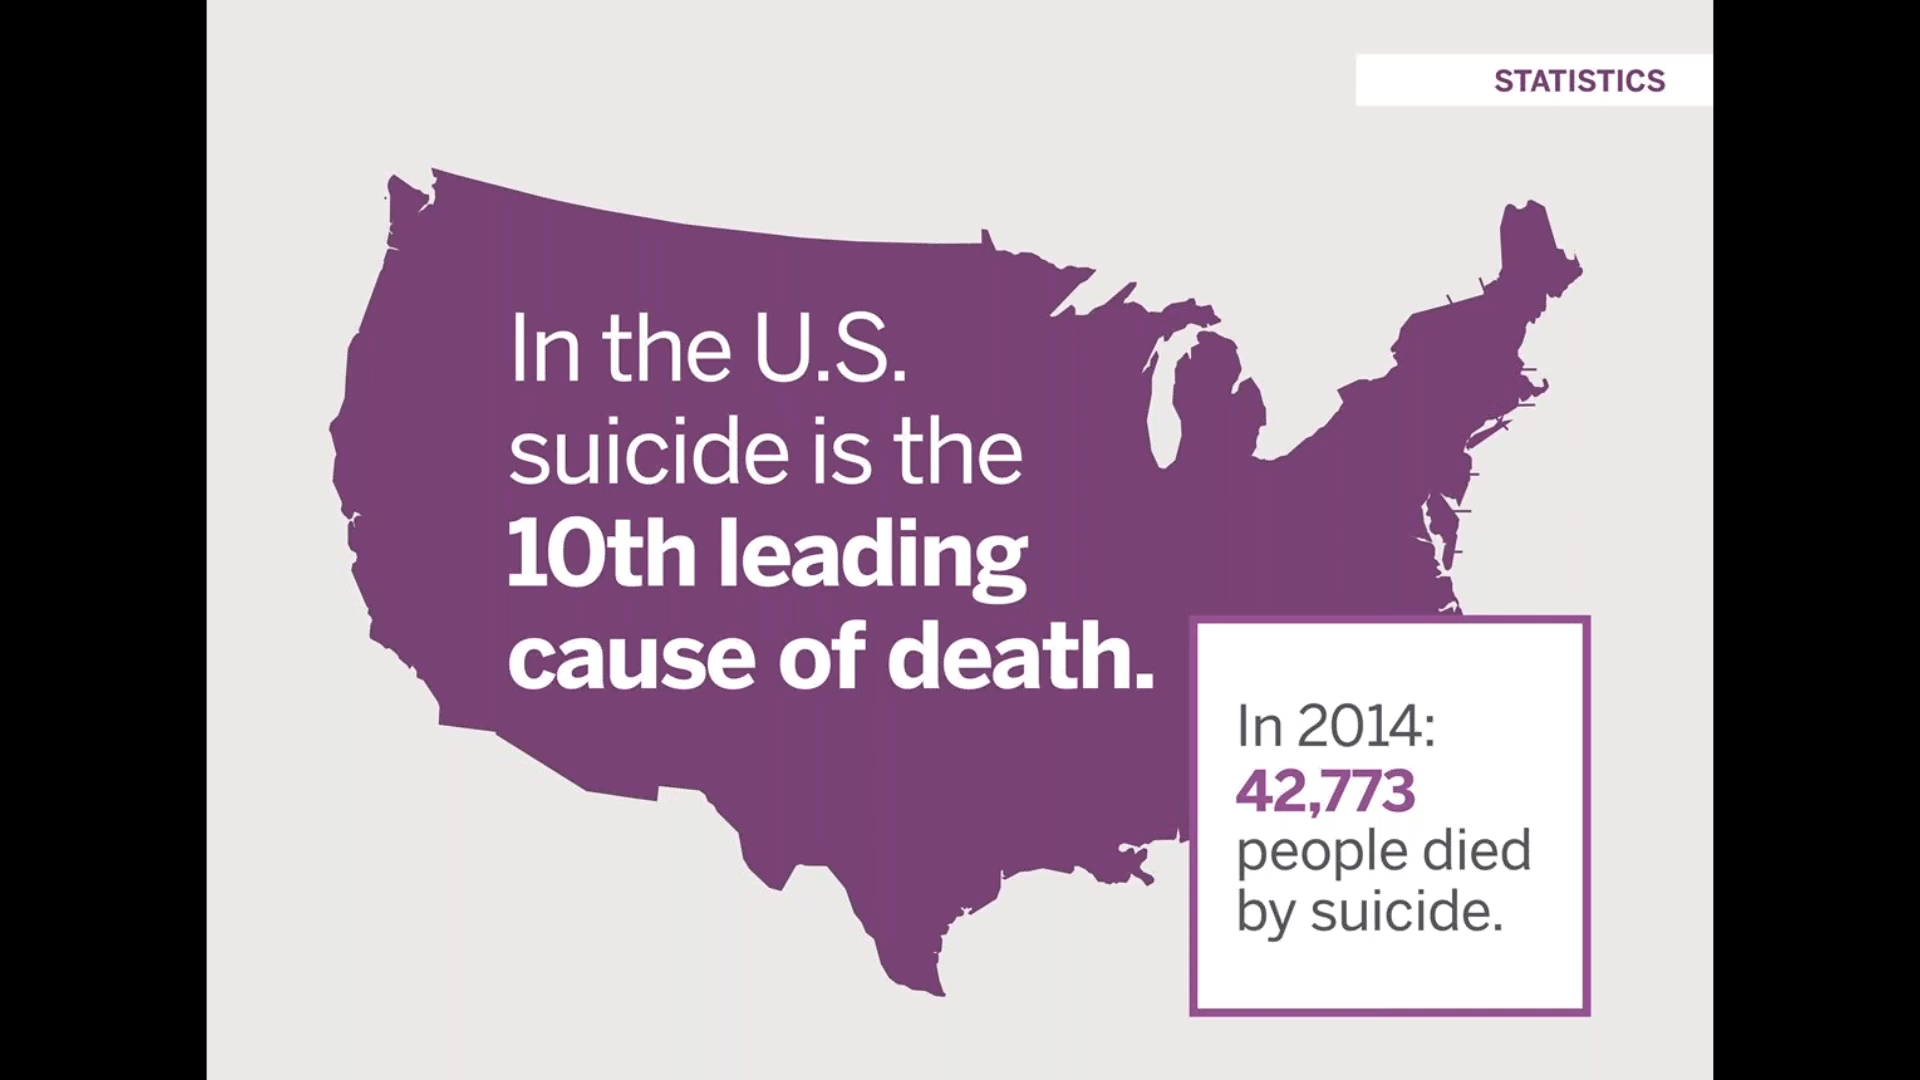 STATISTICS
In the U.S.
suicide is the
10th leading
cause of death.
In 2014:
42,773
people died
by suicide.